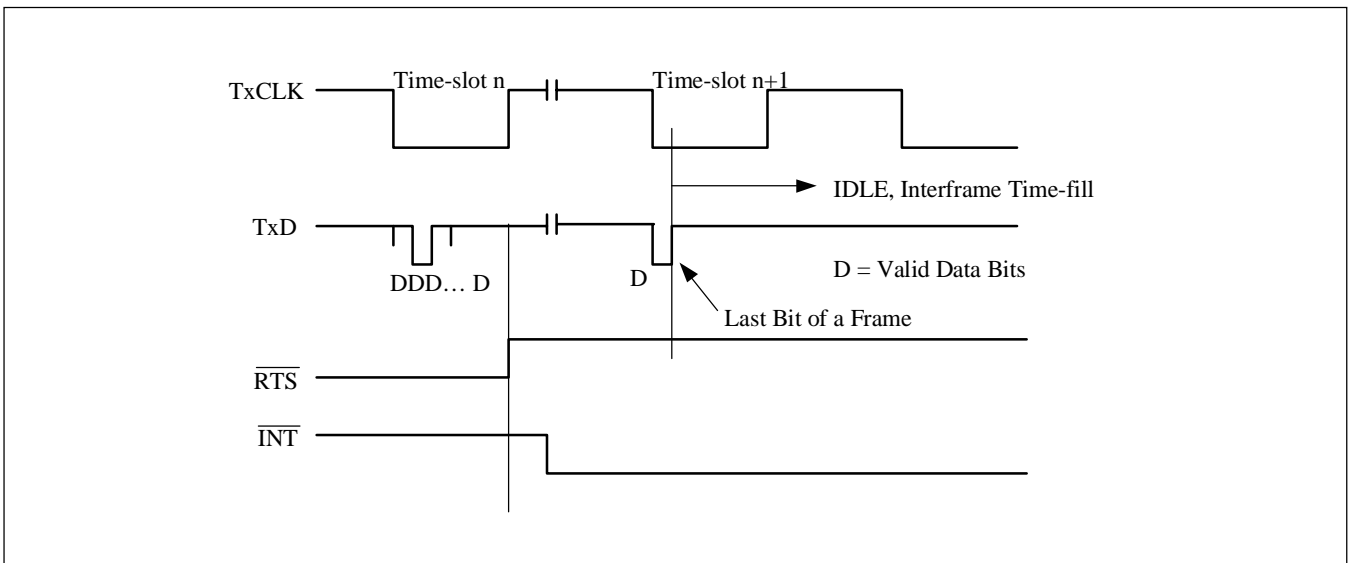 Time-slot n
Time-slot n+1
TxCLK
IDLE, Interframe Time-fill
TxD
DDD… D
D
D = Valid Data Bits
Last Bit of a Frame
RTS
INT